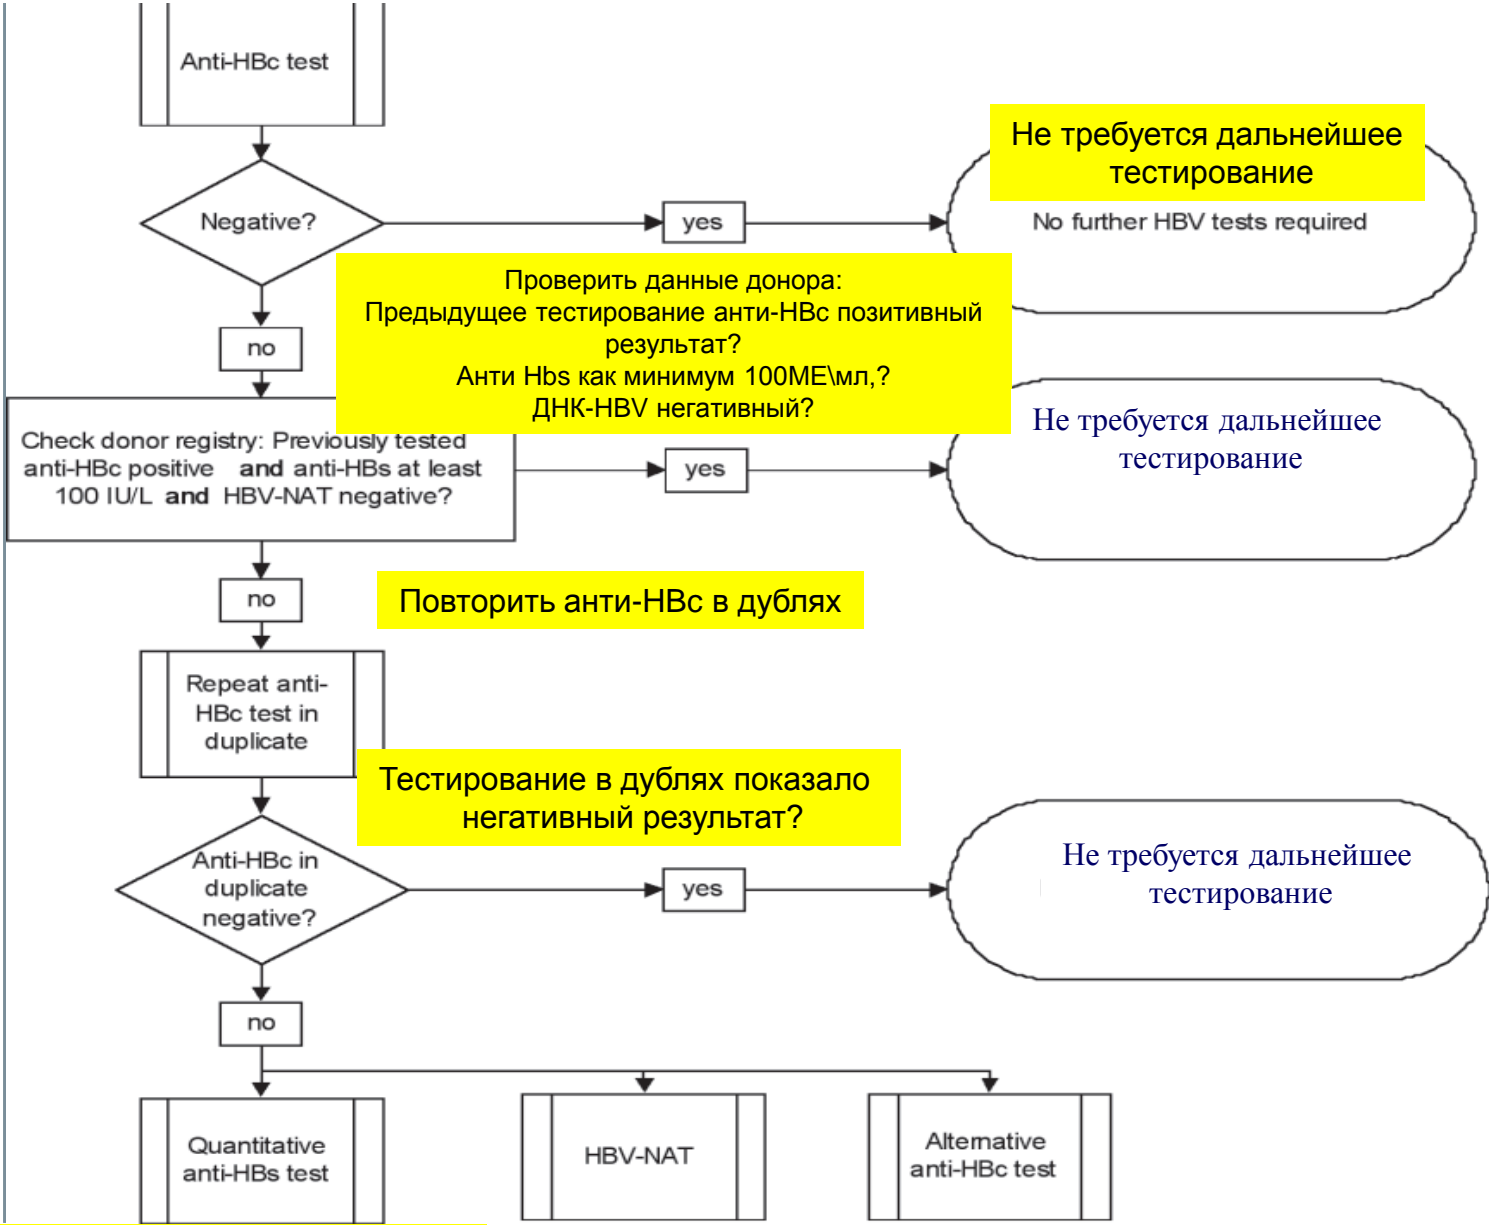 Anti-HBc test
Не требуется дальнейшее
тестирование
Negative?
yes
No further HBV tests required
Проверить данные донора:
Предыдущее тестирование анти-HBc позитивный
результат?
Анти Hbs как минимум 100МЕ\мл,?
ДНК-HBV негативный?
no
Check donor registry: Previously tested
anti-HBc positive and anti-HBs at least
100 IU/L and HBV-NAT negative?
yes
Не требуется дальнейшее
тестирование
no
Повторить анти-HBc в дублях
Repeat anti-
HBc test in
duplicate
Тестирование в дублях показало
негативный результат?
Anti-HBc in
duplicate
negative?
yes
Не требуется дальнейшее
тестирование
no
Quantitative
anti-HBs test
HBV-NAT
Alternative
anti-HBc test